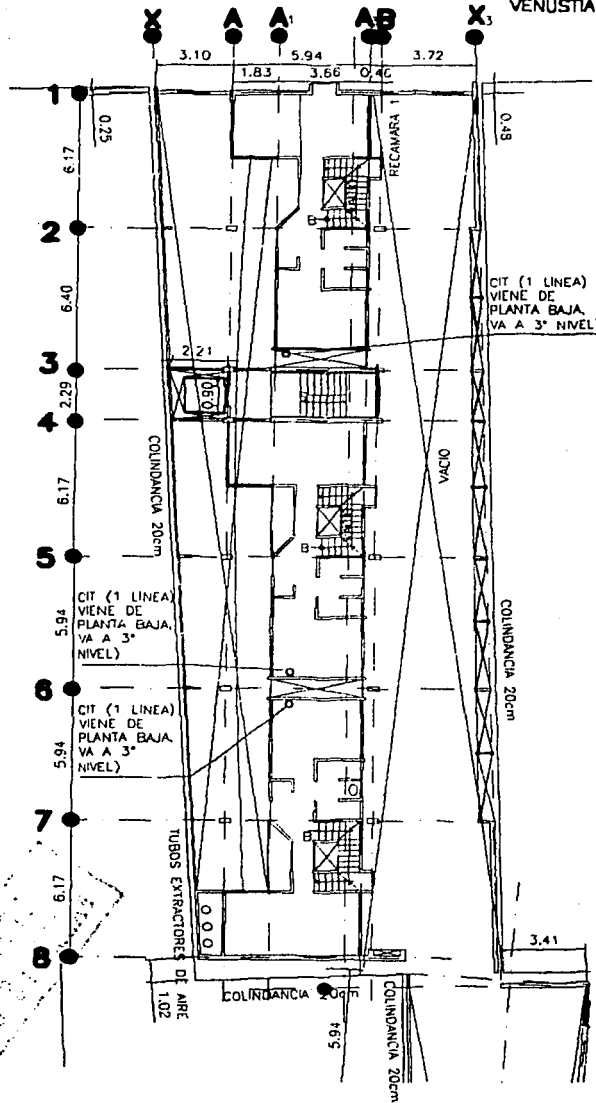 VENUSTIA
X A A1 A2 B X3
3.10 5.94 3.72
1.83 3.66 0.40
1
0.25
0.48
6.17
RECAMARA 1
B
2
6.40
CIT (1 LINEA)
VIENE DE
PLANTA BAJA,
VA A 3° NIVEL)
3
2.21
2.29
0.90
B
4
COLINDANCIA 20cm
VACIO
6.17
B
5
CIT (1 LINEA)
VIENE DE
PLANTA BAJA,
VA A 3°
NIVEL)
5.94
COLINDANCIA 20cm
6
CIT (1 LINEA)
VIENE DE
PLANTA BAJA,
VA A 3°
NIVEL)
5.94
7
B
6.17
TUBOS EXTRACTORES DE AIRE
8
3.41
1.02
COLINDANCIA 20cm
5.94
COLINDANCIA 20cm